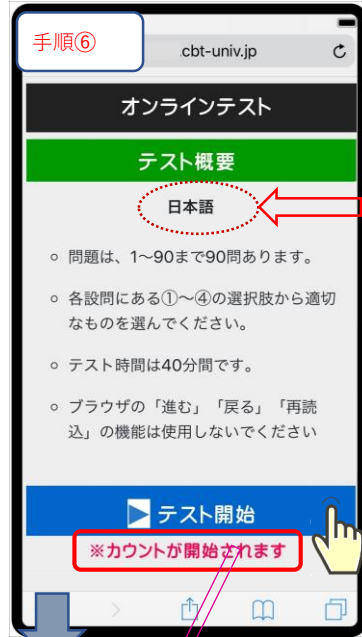 手順⑥
.cbt-univ.jp
オンラインテスト
テスト概要
日本語
問題は、1〜90まで90問あります。
各設問にある①〜④の選択肢から適切
なものを選んでください。
テスト時間は40分間です。
ブラウザの「進む」「戻る」「再読
込」の機能は使用しないでください
テスト開始
※カウントが開始されます